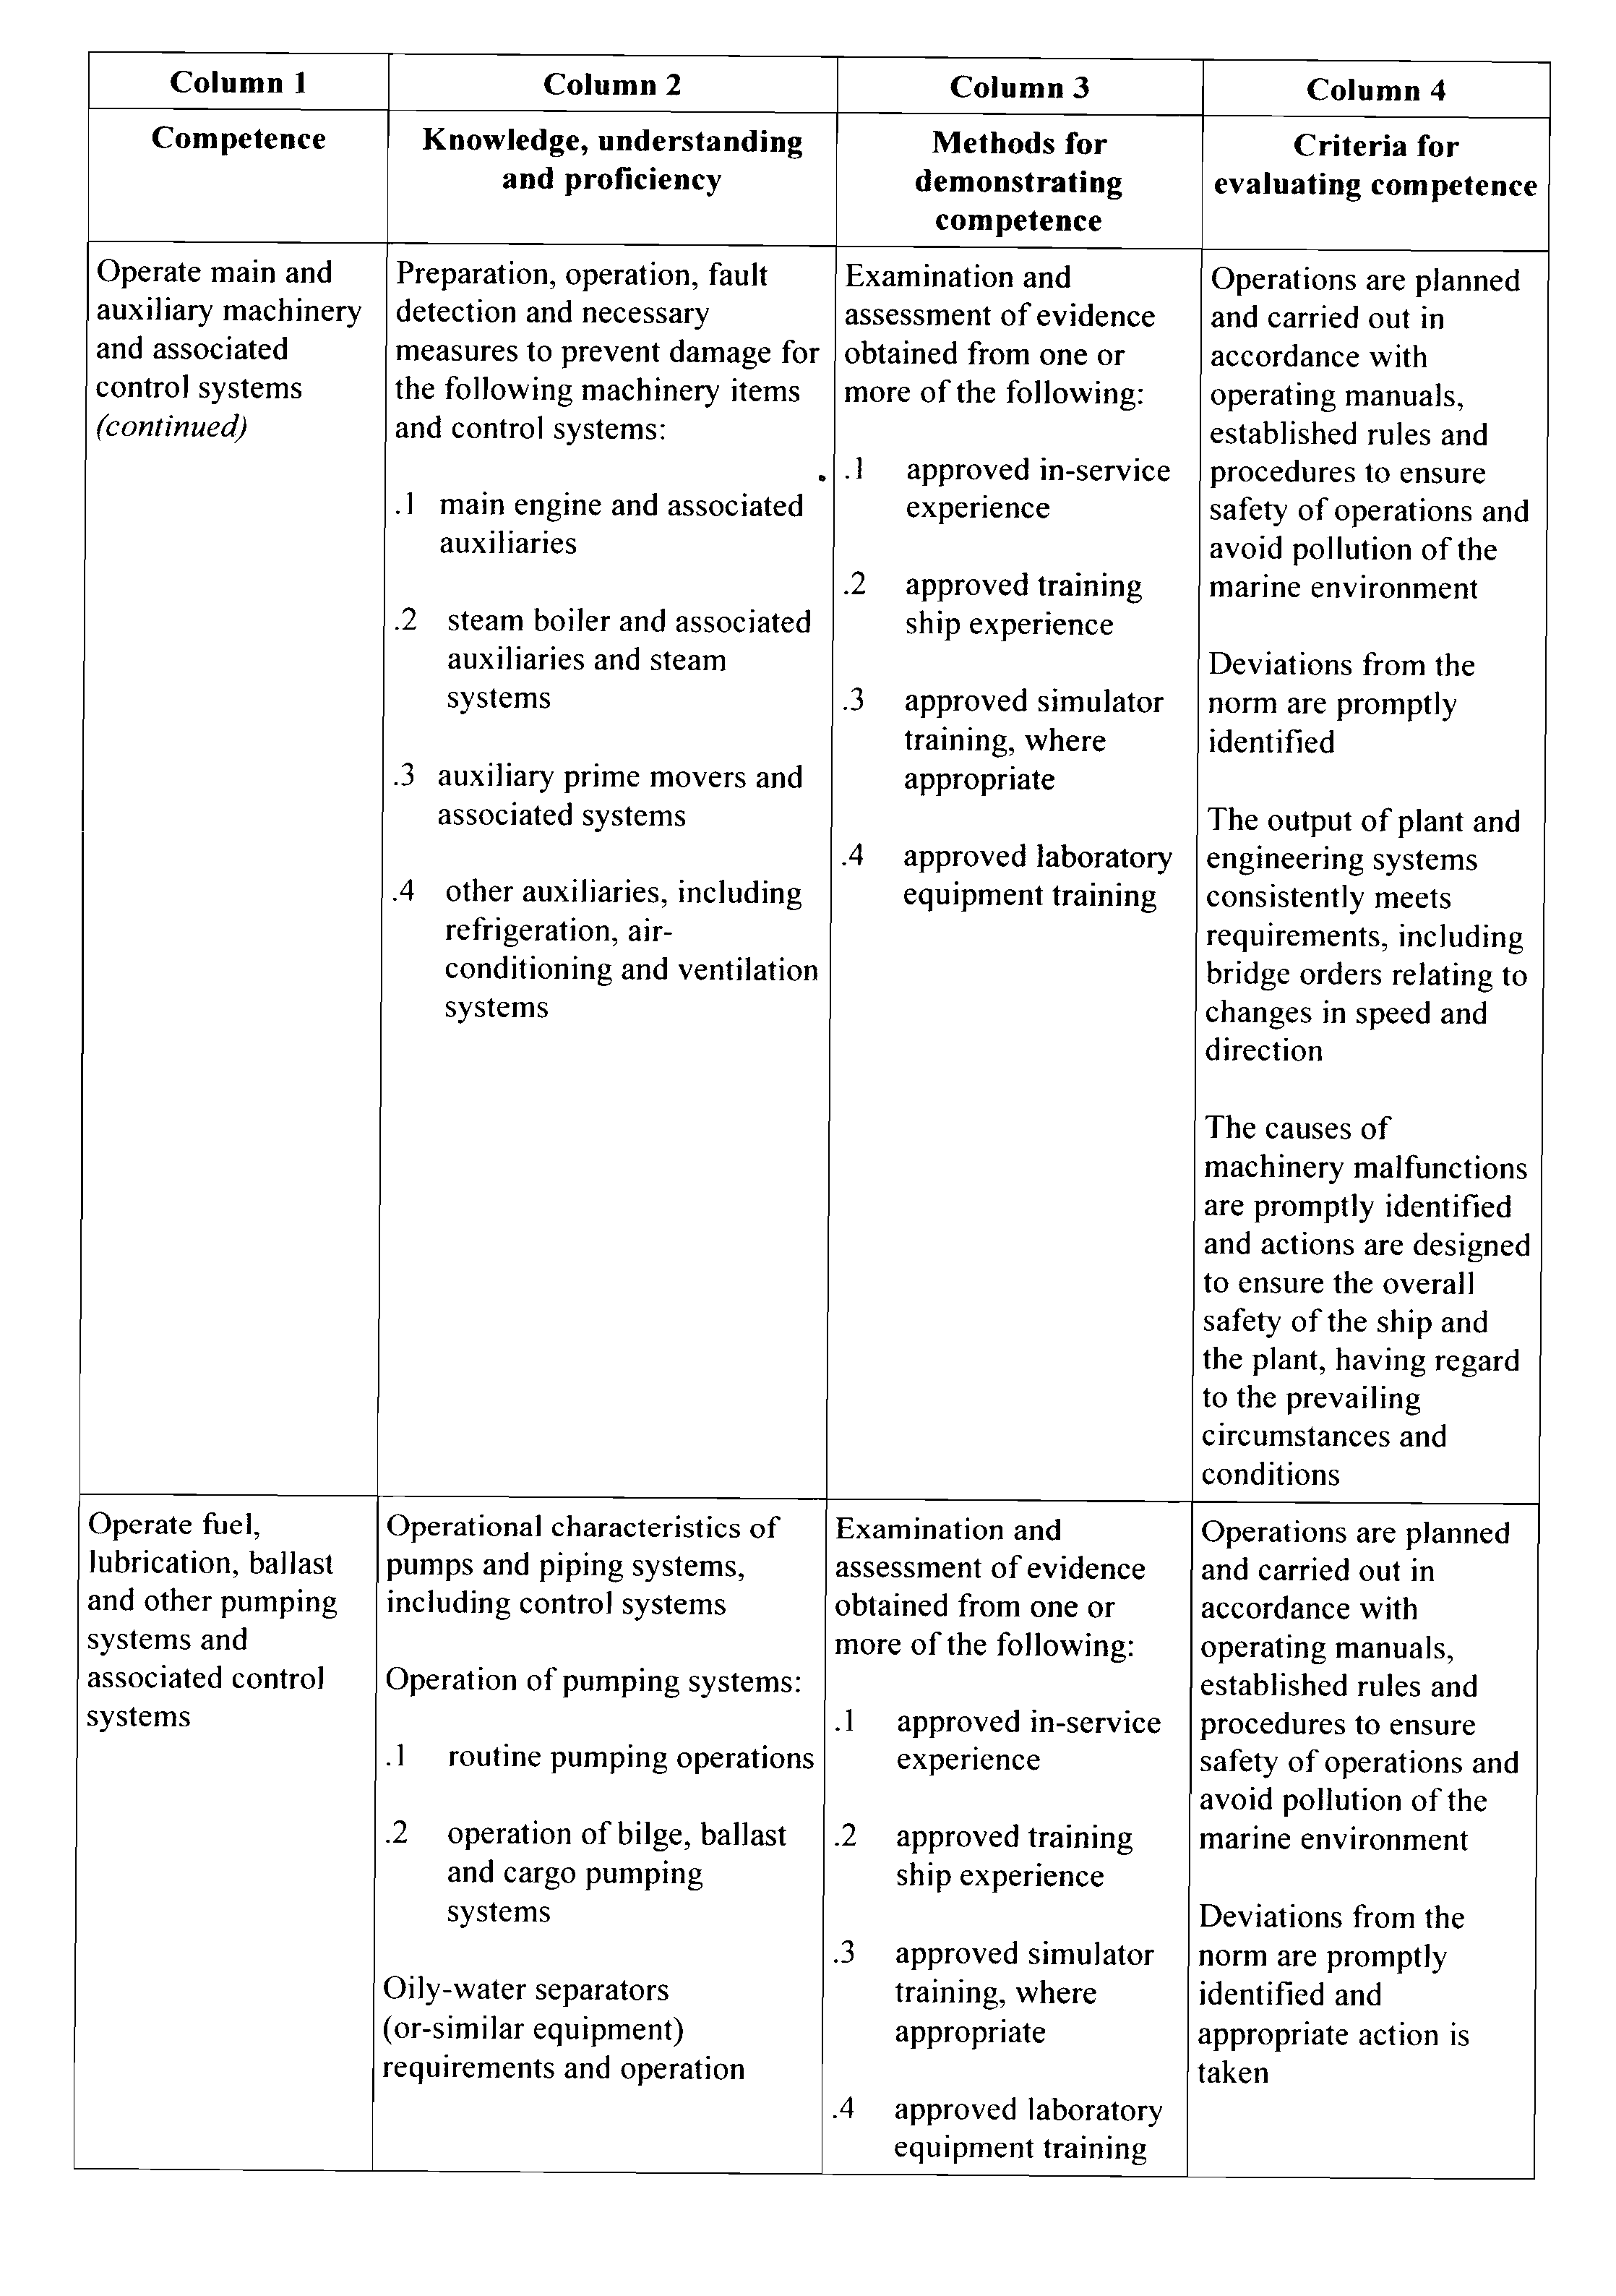 Column 1
Column 2
Column 3
Column 4
Competence
Knowledge, understanding
and proficiency
Methods for
demonstrating
competence
Criteria for
evaluating competence
Operate main and
auxiliary machinery
and associated
control systems
(continued)
Preparation, operation, fault
detection and necessary
measures to prevent damage for
the following machinery items
and control systems:
.1 main engine and associated
auxiliaries
.2 steam boiler and associated
auxiliaries and steam
systems
.3 auxiliary prime movers and
associated systems
.4 other auxiliaries, including
refrigeration, air-
conditioning and ventilation
systems
Examination and
assessment of evidence
obtained from one or
more of the following:
.1 approved in-service
experience
.2 approved training
ship experience
.3 approved simulator
training, where
appropriate
.4 approved laboratory
equipment training
Operations are planned
and carried out in
accordance with
operating manuals,
established rules and
procedures to ensure
safety of operations and
avoid pollution of the
marine environment
Deviations from the
norm are promptly
identified
The output of plant and
engineering systems
consistently meets
requirements, including
bridge orders relating to
changes in speed and
direction
The causes of
machinery malfunctions
are promptly identified
and actions are designed
to ensure the overall
safety of the ship and
the plant, having regard
to the prevailing
circumstances and
conditions
Operate fuel,
lubrication, ballast
and other pumping
systems and
associated control
systems
Operational characteristics of
pumps and piping systems,
including control systems
Operation of pumping systems:
.1 routine pumping operations
.2 operation of bilge, ballast
and cargo pumping
systems
Oily-water separators
(or-similar equipment)
requirements and operation
Examination and
assessment of evidence
obtained from one or
more of the following:
.1 approved in-service
experience
.2 approved training
ship experience
.3 approved simulator
training, where
appropriate
.4 approved laboratory
equipment training
Operations are planned
and carried out in
accordance with
operating manuals,
established rules and
procedures to ensure
safety of operations and
avoid pollution of the
marine environment
Deviations from the
norm are promptly
identified and
appropriate action is
taken